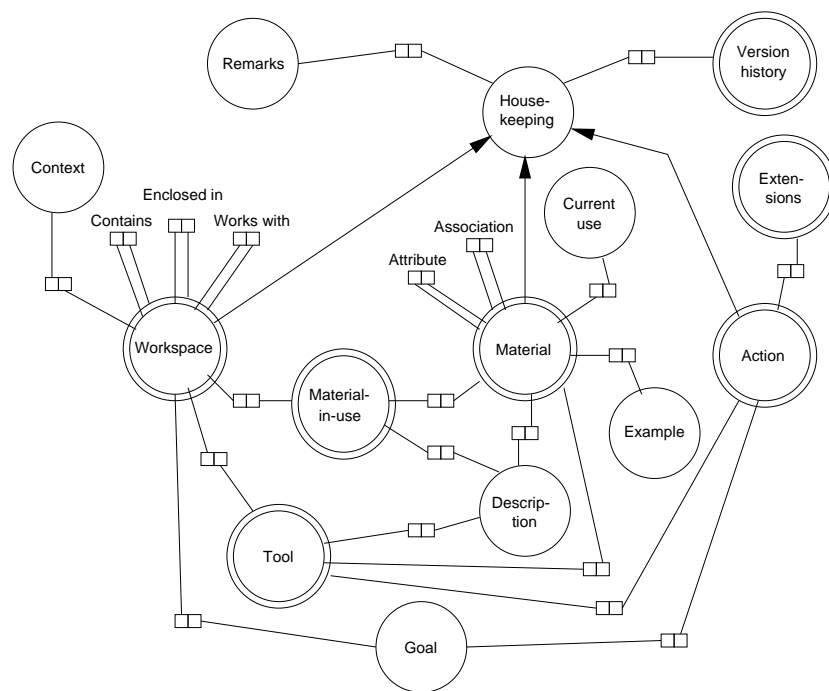 Remarks
Version
history
House-
keeping
Context
Enclosed in
Contains
Works with
Exten-
sions
Current
use
Association
Attribute
Workspace
Material
Action
Material-
in-use
Example
Descrip-
tion
Tool
Goal